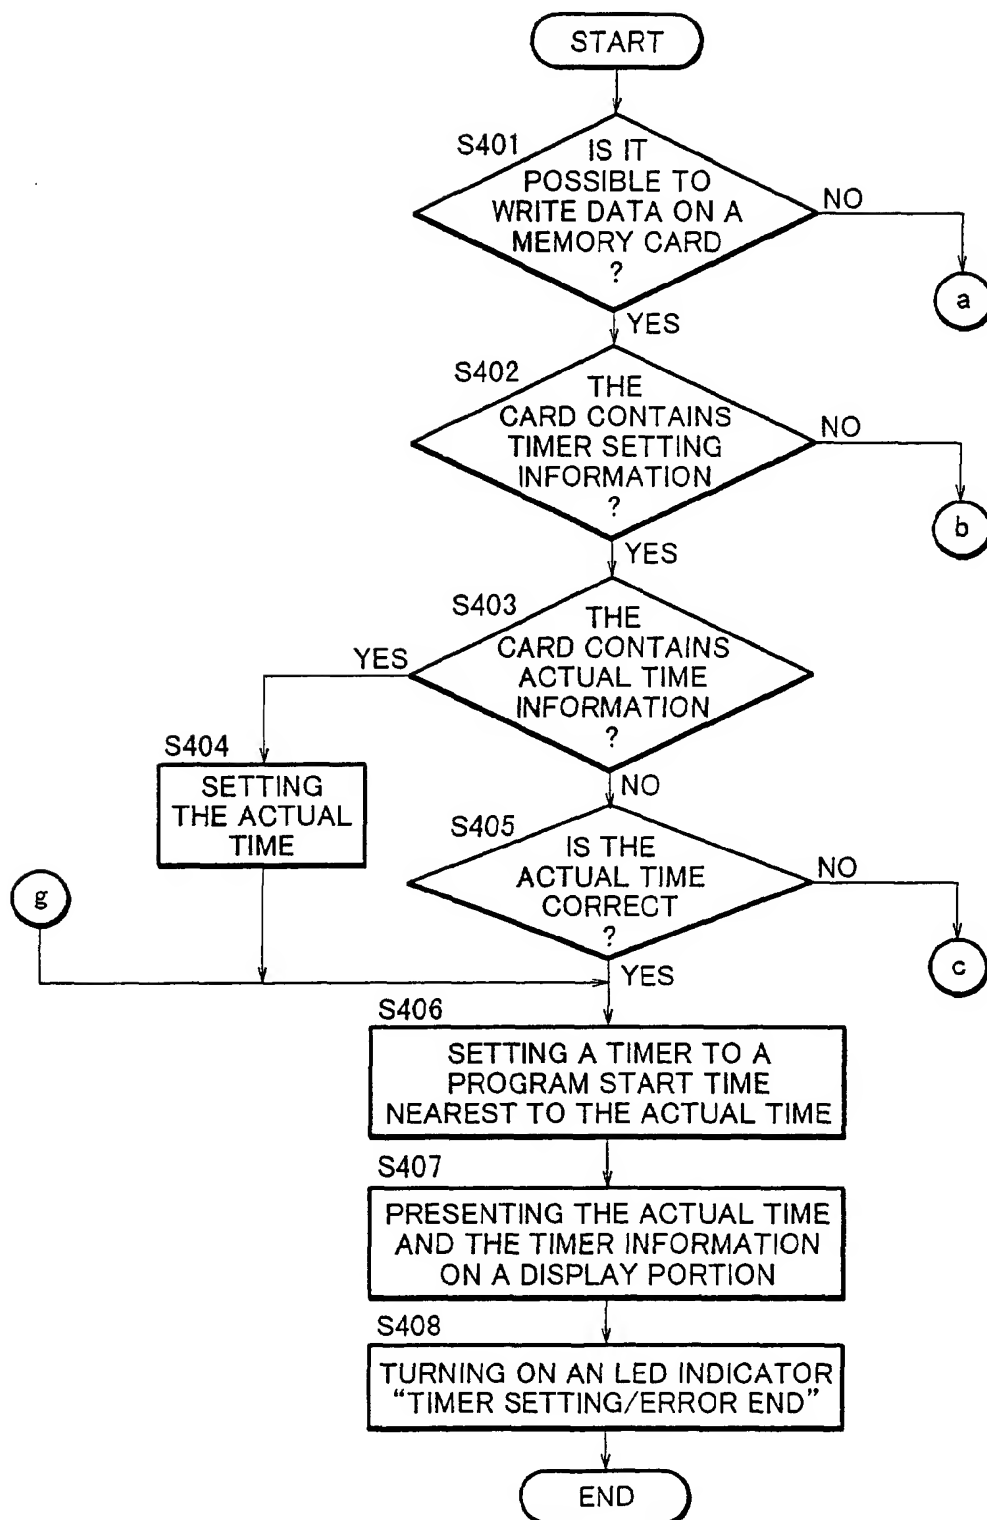 START
S401
IS IT
POSSIBLE TO
WRITE DATA ON A
MEMORY CARD
?
NO
a
YES
S402
THE
CARD CONTAINS
TIMER SETTING
INFORMATION
?
NO
b
YES
S403
THE
CARD CONTAINS
ACTUAL TIME
INFORMATION
?
YES
S404
SETTING
THE ACTUAL
TIME
NO
S405
IS THE
ACTUAL TIME
CORRECT
?
NO
c
g
YES
S406
SETTING A TIMER TO A
PROGRAM START TIME
NEAREST TO THE ACTUAL TIME
S407
PRESENTING THE ACTUAL TIME
AND THE TIMER INFORMATION
ON A DISPLAY PORTION
S408
TURNING ON AN LED INDICATOR
“TIMER SETTING/ERROR END”
END